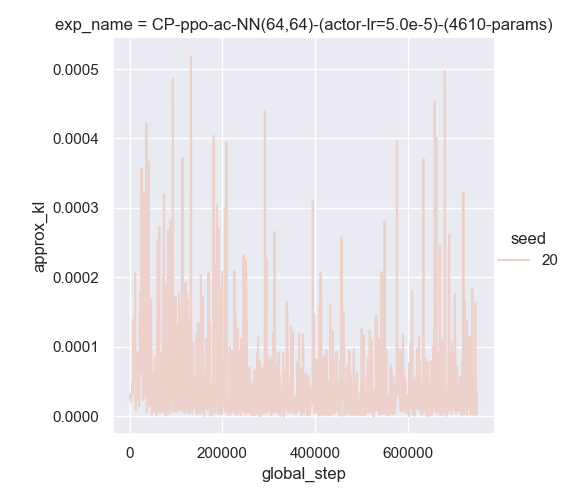 exp_name = CP-ppo-ac-NN(64,64)-(actor-lr=5.0e-5)-(4610-params)
0.0005
0.0004
0.0003
0.0002
0.0001
0.0000
approx_kl
0
200000
400000
600000
global_step
seed
20